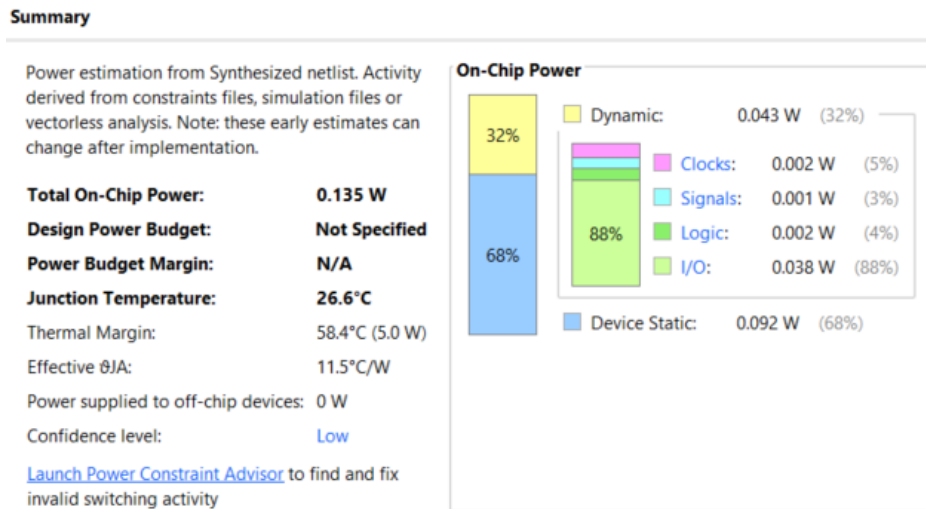 Summary
Power estimation from Synthesized netlist. Activity
derived from constraints files, simulation files or
vectorless analysis. Note: these early estimates can
change after implementation.
Total On-Chip Power: 0.135 W
Design Power Budget: Not Specified
Power Budget Margin: N/A
Junction Temperature: 26.6°C
Thermal Margin: 58.4°C (5.0 W)
Effective ϑJA: 11.5°C/W
Power supplied to off-chip devices: 0 W
Confidence level: Low
Launch Power Constraint Advisor to find and fix
invalid switching activity
On-Chip Power
32%
68%
Dynamic: 0.043 W (32%)
88%
Clocks: 0.002 W (5%)
Signals: 0.001 W (3%)
Logic: 0.002 W (4%)
I/O: 0.038 W (88%)
Device Static: 0.092 W (68%)